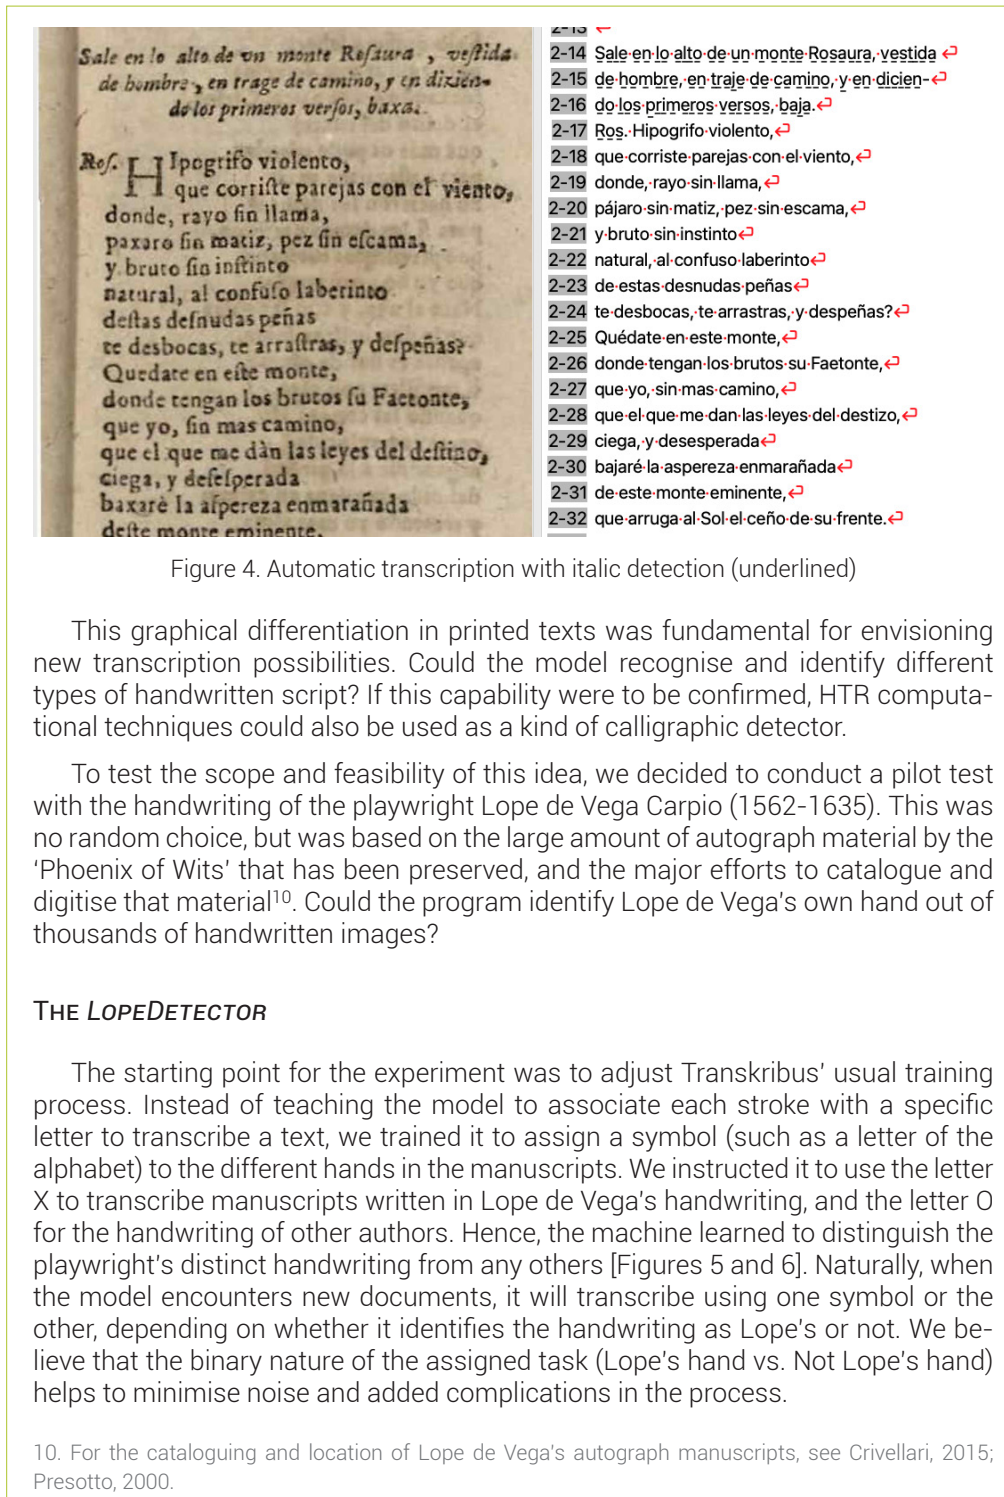 Sale en lo alto de vn monte Rosaura, vestida
de hombre, en trage de camino, y en dizien-
do los primeros versos, baxa.
Ros. HIpogrifo violento,
que corriste parejas con el viento,
donde, rayo sin llama,
paxaro sin matiz, pez sin escama,
y bruto sin instinto
natural, al confuso laberinto
destas desnudas peñas
te desbocas, te arrastras, y despeñas?
Quedate en este monte,
donde tengan los brutos su Faetonte,
que yo, sin mas camino,
que el que me dàn las leyes del destino,
ciega, y desesperada
baxarè la aspereza enmarañada
deste monte eminente,
2-13
2-14 Sale en lo alto de un monte Rosaura, vestida
2-15 de hombre, en traje de camino, y en dicien-
2-16 do los primeros versos, baja.
2-17 Ros. Hipogrifo violento,
2-18 que corriste parejas con el viento,
2-19 donde, rayo sin llama,
2-20 pájaro sin matiz, pez sin escama,
2-21 y bruto sin instinto
2-22 natural, al confuso laberinto
2-23 de estas desnudas peñas
2-24 te desbocas, te arrastras, y despeñas?
2-25 Quédate en este monte,
2-26 donde tengan los brutos su Faetonte,
2-27 que yo, sin mas camino,
2-28 que el que me dan las leyes del destizo,
2-29 ciega, y desesperada
2-30 bajaré la aspereza enmarañada
2-31 de este monte eminente,
2-32 que arruga al Sol el ceño de su frente.
Figure 4. Automatic transcription with italic detection (underlined)
This graphical differentiation in printed texts was fundamental for envisioning
new transcription possibilities. Could the model recognise and identify different
types of handwritten script? If this capability were to be confirmed, HTR computa-
tional techniques could also be used as a kind of calligraphic detector.
To test the scope and feasibility of this idea, we decided to conduct a pilot test
with the handwriting of the playwright Lope de Vega Carpio (1562-1635). This was
no random choice, but was based on the large amount of autograph material by the
‘Phoenix of Wits’ that has been preserved, and the major efforts to catalogue and
digitise that material10. Could the program identify Lope de Vega’s own hand out of
thousands of handwritten images?
THE LOPEDETECTOR
The starting point for the experiment was to adjust Transkribus’ usual training
process. Instead of teaching the model to associate each stroke with a specific
letter to transcribe a text, we trained it to assign a symbol (such as a letter of the
alphabet) to the different hands in the manuscripts. We instructed it to use the letter
X to transcribe manuscripts written in Lope de Vega’s handwriting, and the letter O
for the handwriting of other authors. Hence, the machine learned to distinguish the
playwright’s distinct handwriting from any others [Figures 5 and 6]. Naturally, when
the model encounters new documents, it will transcribe using one symbol or the
other, depending on whether it identifies the handwriting as Lope’s or not. We be-
lieve that the binary nature of the assigned task (Lope’s hand vs. Not Lope’s hand)
helps to minimise noise and added complications in the process.
10. For the cataloguing and location of Lope de Vega’s autograph manuscripts, see Crivellari, 2015;
Presotto, 2000.